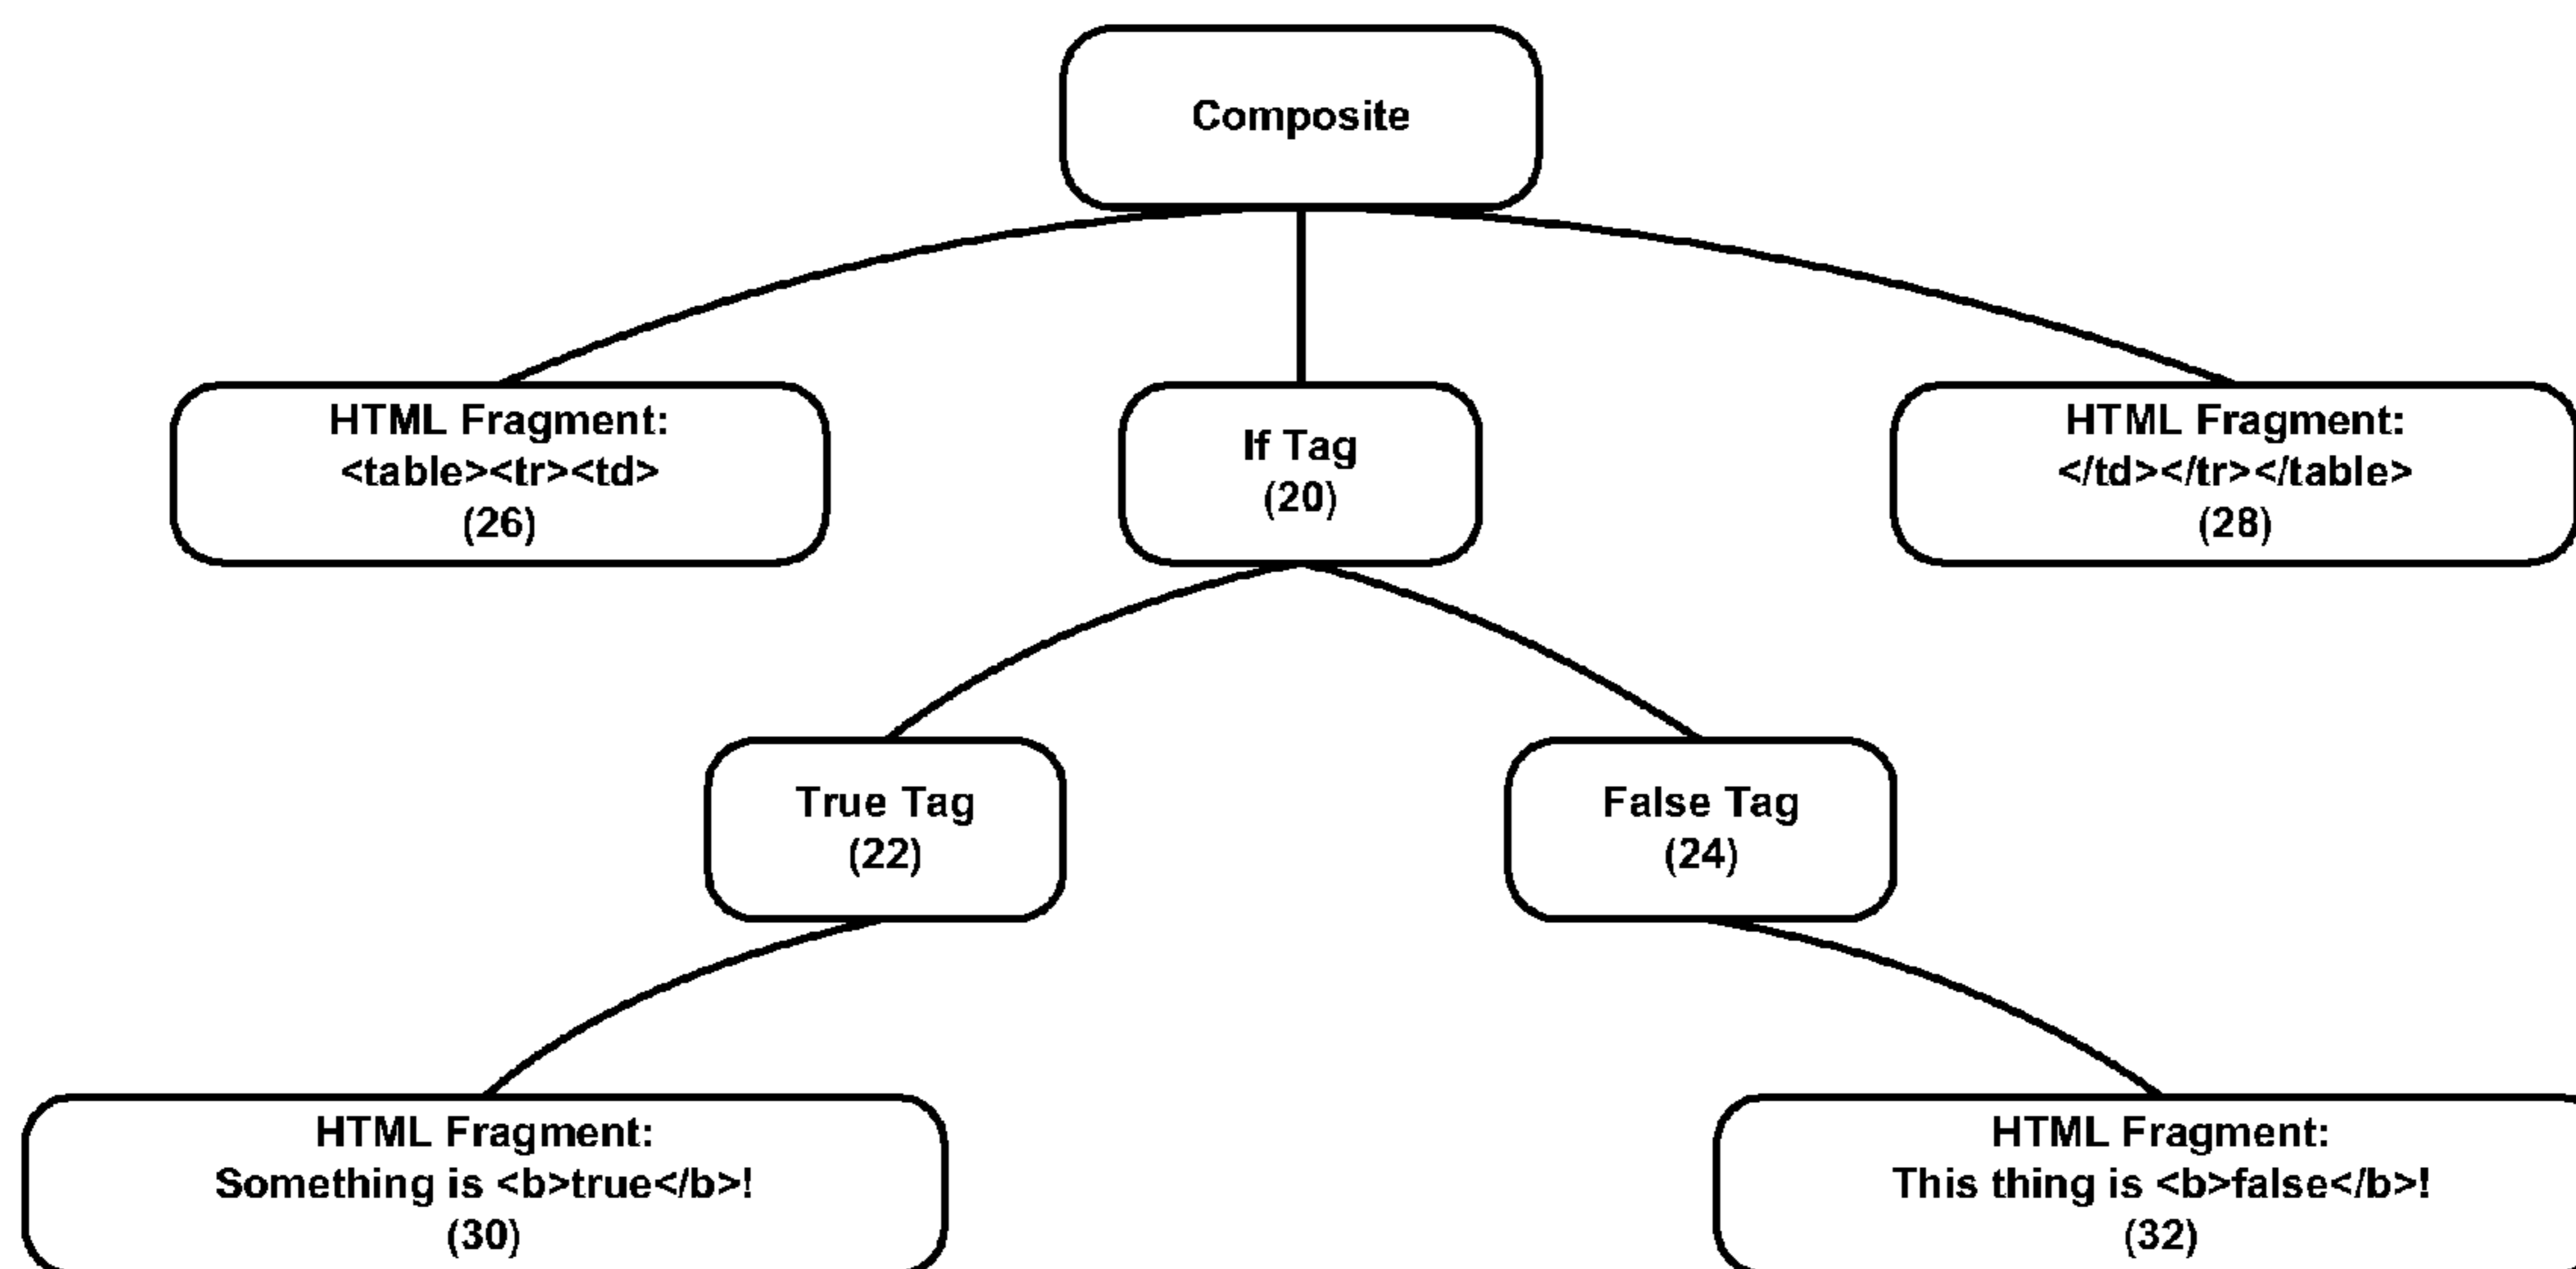 Composite
HTML Fragment:
<table><tr><td>
(26)
If Tag
(20)
HTML Fragment:
</td></tr></table>
(28)
True Tag
(22)
False Tag
(24)
HTML Fragment:
Something is <b>true</b>!
(30)
HTML Fragment:
This thing is <b>false</b>!
(32)